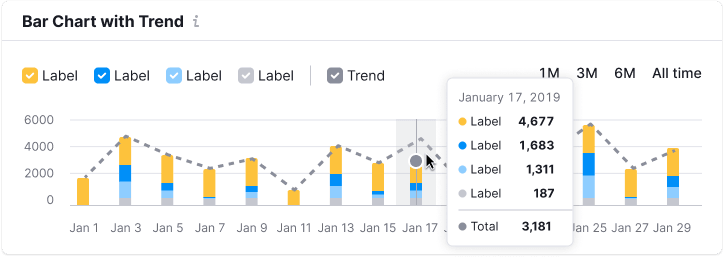 Bar Chart with Trend i
Label Label Label Label Trend 1M 3M 6M All time
January 17, 2019
Label 4,677
Label 1,683
Label 1,311
Label 187
Total 3,181
6000
4000
2000
0
Jan 1 Jan 3 Jan 5 Jan 7 Jan 9 Jan 11 Jan 13 Jan 15 Jan 17 Jan 25 Jan 27 Jan 29